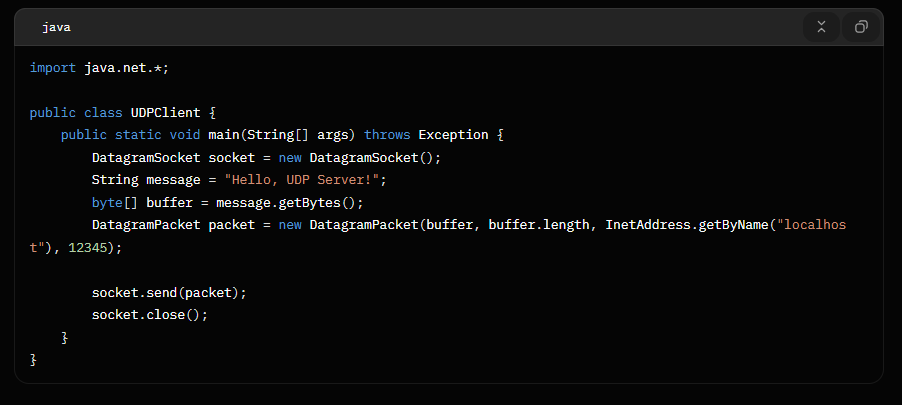 java
import java.net.*;
public class UDPClient {
public static void main(String[] args) throws Exception {
DatagramSocket socket = new DatagramSocket();
String message = "Hello, UDP Server!";
byte[] buffer = message.getBytes();
DatagramPacket packet = new DatagramPacket(buffer, buffer.length, InetAddress.getByName("localhos
t"), 12345);
socket.send(packet);
socket.close();
}
}